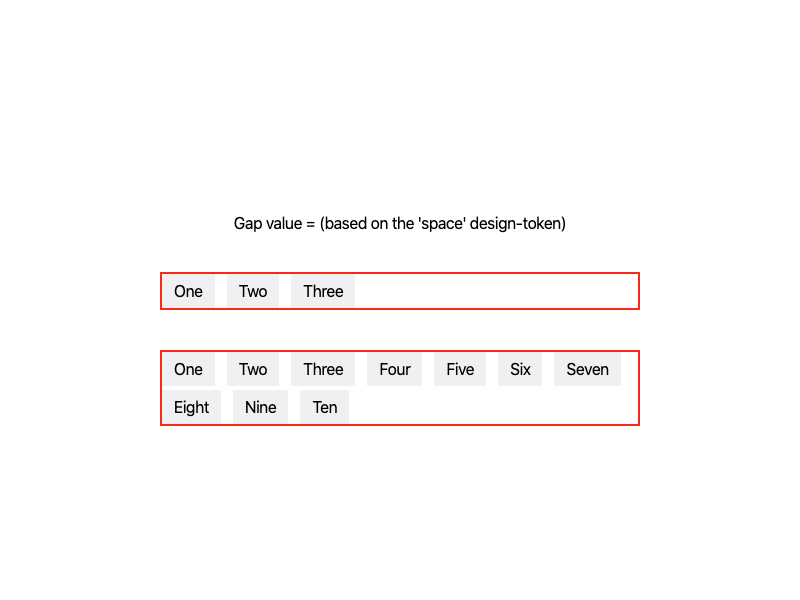 Gap value = (based on the 'space' design-token)
One Two Three
One Two Three Four Five Six Seven
Eight Nine Ten